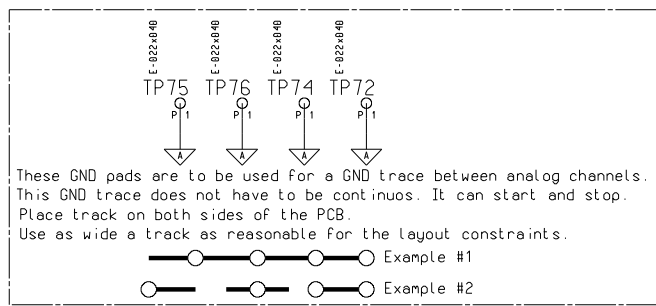 E-022x040 E-022x040 E-022x040 E-022x040
TP75 TP76 TP74 TP72
P 1 P 1 P 1 P 1
A A A A
These GND pads are to be used for a GND trace between analog channels.
This GND trace does not have to be continuos. It can start and stop.
Place track on both sides of the PCB.
Use as wide a track as reasonable for the layout constraints.
Example #1
Example #2